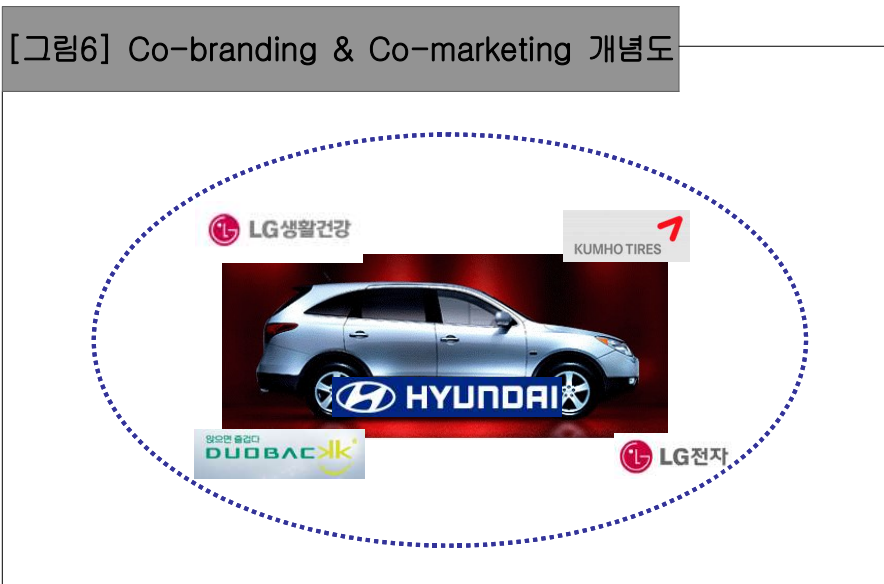 [그림6] Co-branding & Co-marketing 개념도
LG생활건강
KUMHO TIRES
HYUNDAI
앉으면 즐겁다
DUOBACK
LG전자